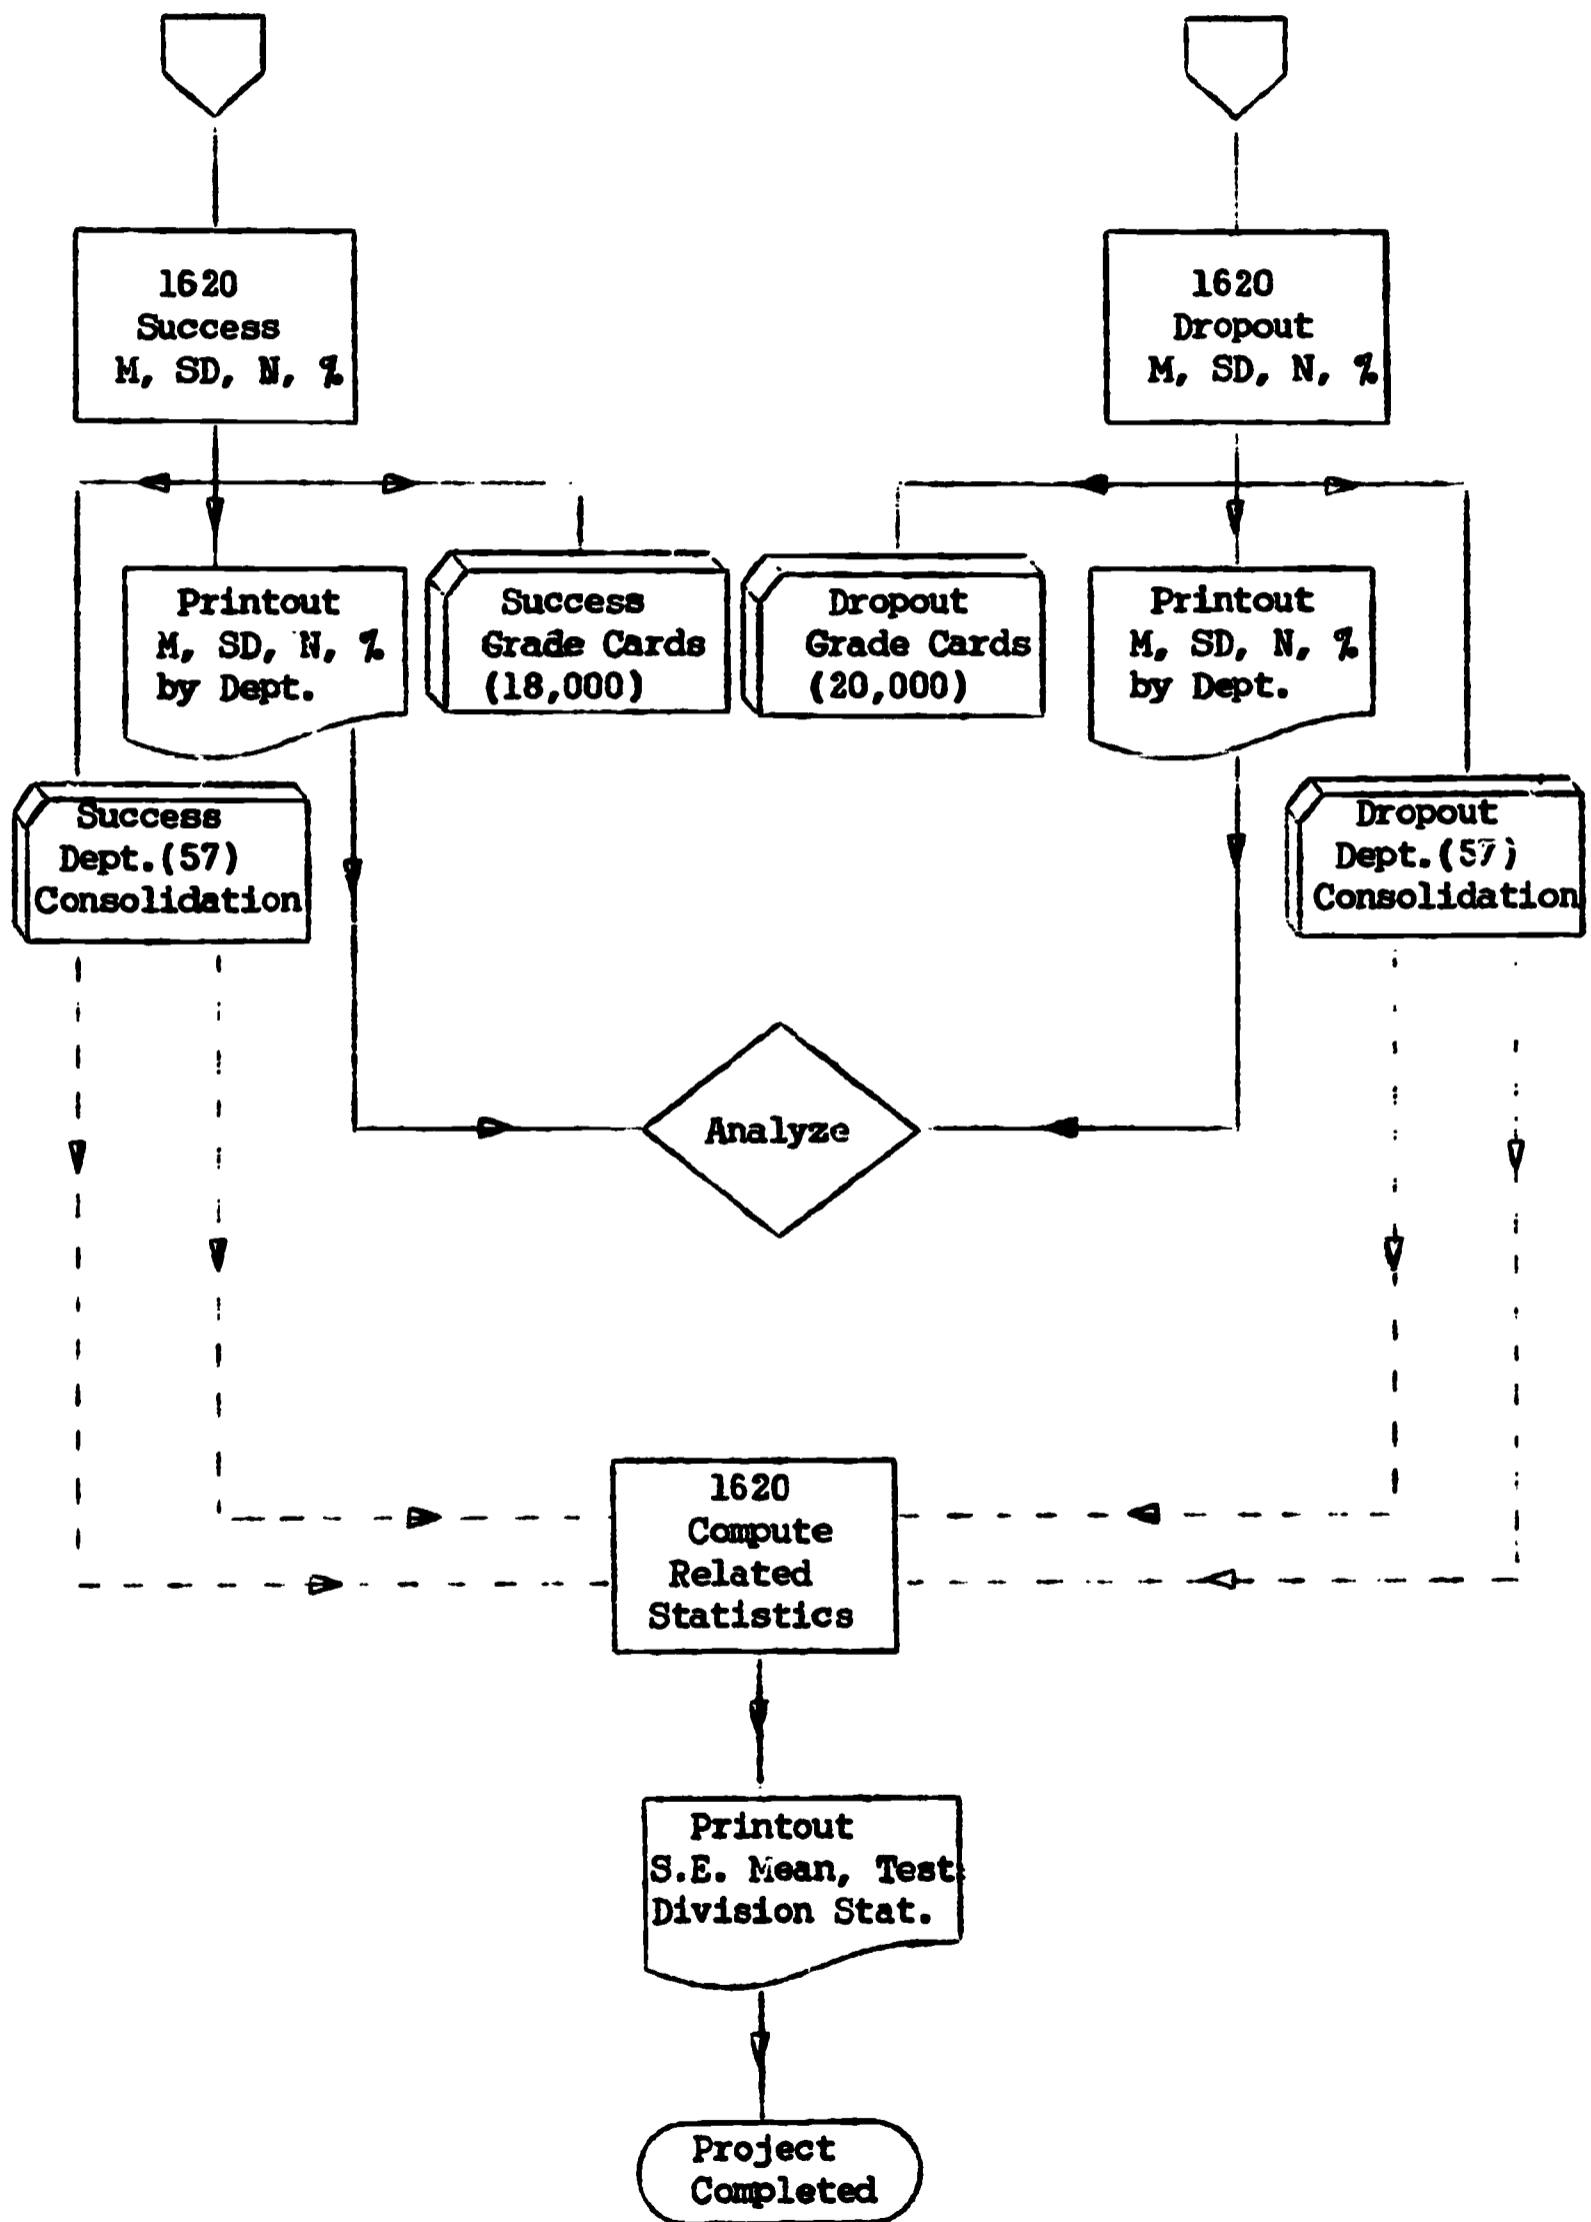 1620
Success
M, SD, N, %
1620
Dropout
M, SD, N, %
Printout
M, SD, N, %
by Dept.
Success
Grade Cards
(18,000)
Dropout
Grade Cards
(20,000)
Printout
M, SD, N, %
by Dept.
Success
Dept.(57)
Consolidation
Dropout
Dept.(57)
Consolidation
Analyze
1620
Compute
Related
Statistics
Printout
S.E. Mean, Test
Division Stat.
Project
Completed